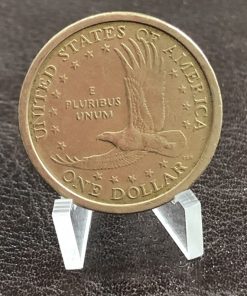 UNITED STATES OF AMERICA
E
PLURIBUS
UNUM
ONE DOLLAR